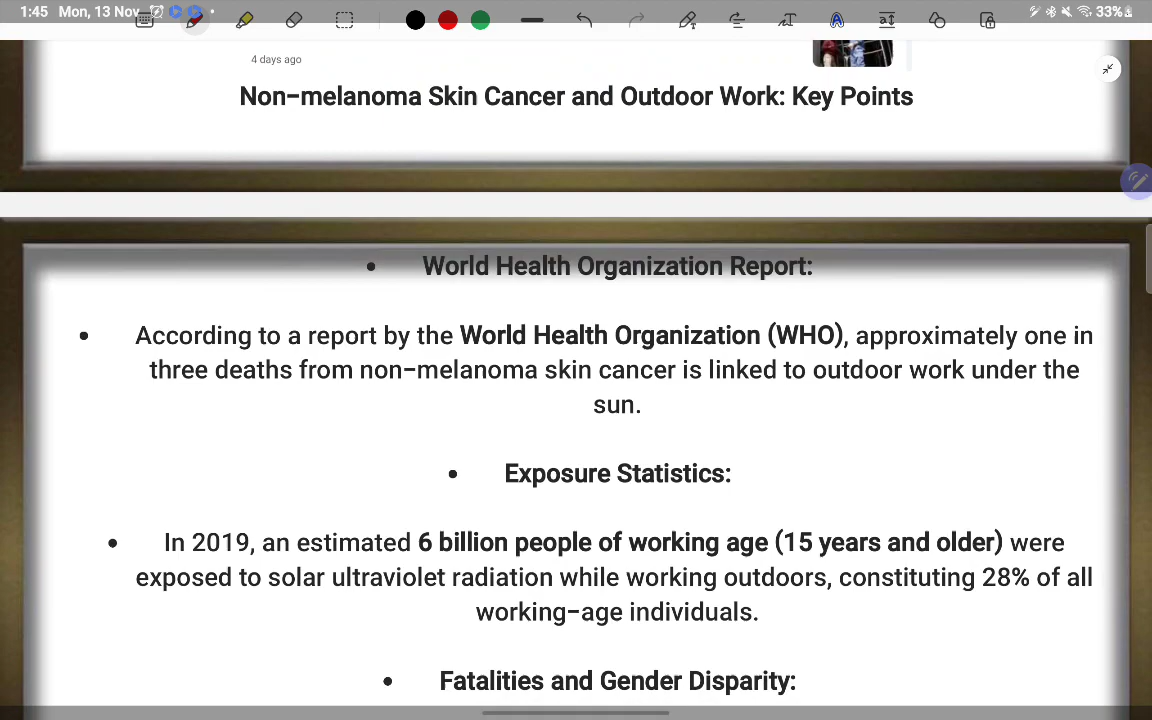 1:45 Mon, 13 Nov
33%
4 days ago
Non-melanoma Skin Cancer and Outdoor Work: Key Points
• World Health Organization Report:
• According to a report by the World Health Organization (WHO), approximately one in
three deaths from non-melanoma skin cancer is linked to outdoor work under the
sun.
• Exposure Statistics:
• In 2019, an estimated 6 billion people of working age (15 years and older) were
exposed to solar ultraviolet radiation while working outdoors, constituting 28% of all
working-age individuals.
• Fatalities and Gender Disparity: